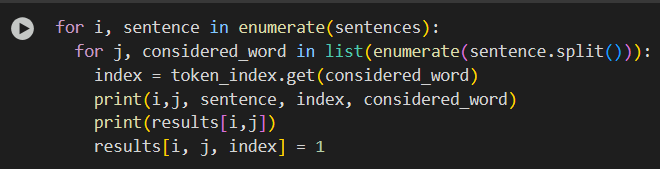 for i, sentence in enumerate(sentences):
  for j, considered_word in list(enumerate(sentence.split())):
    index = token_index.get(considered_word)
    print(i,j, sentence, index, considered_word)
    print(results[i,j])
    results[i, j, index] = 1